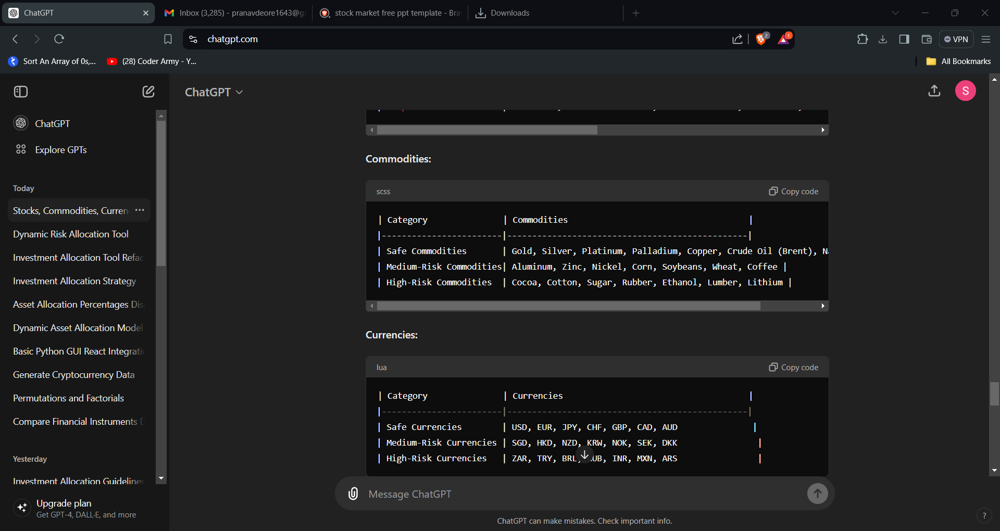 ChatGPT
Inbox (3,285) - pranavdeore1643@g
stock market free ppt template - Bra
Downloads
chatgpt.com
2
1
VPN
Sort An Array of 0s,...
(28) Coder Army - Y...
All Bookmarks
ChatGPT
S
ChatGPT
Explore GPTs
Today
Stocks, Commodities, Curren
Dynamic Risk Allocation Tool
Investment Allocation Tool Refac
Investment Allocation Strategy
Asset Allocation Percentages Dis
Dynamic Asset Allocation Model
Basic Python GUI React Integrati
Generate Cryptocurrency Data
Permutations and Factorials
Compare Financial Instruments D
Yesterday
Investment Allocation Guidelines
Upgrade plan
Get GPT-4, DALL·E, and more
Commodities:
scss
Copy code
| Category | Commodities |
|------------------------|------------------------------------------------|
| Safe Commodities | Gold, Silver, Platinum, Palladium, Copper, Crude Oil (Brent), Na
| Medium-Risk Commodities| Aluminum, Zinc, Nickel, Corn, Soybeans, Wheat, Coffee |
| High-Risk Commodities | Cocoa, Cotton, Sugar, Rubber, Ethanol, Lumber, Lithium |
Currencies:
lua
Copy code
| Category | Currencies |
|------------------------|------------------------------------------------|
| Safe Currencies | USD, EUR, JPY, CHF, GBP, CAD, AUD |
| Medium-Risk Currencies | SGD, HKD, NZD, KRW, NOK, SEK, DKK |
| High-Risk Currencies | ZAR, TRY, BRL, UB, INR, MXN, ARS |
Message ChatGPT
ChatGPT can make mistakes. Check important info.
?